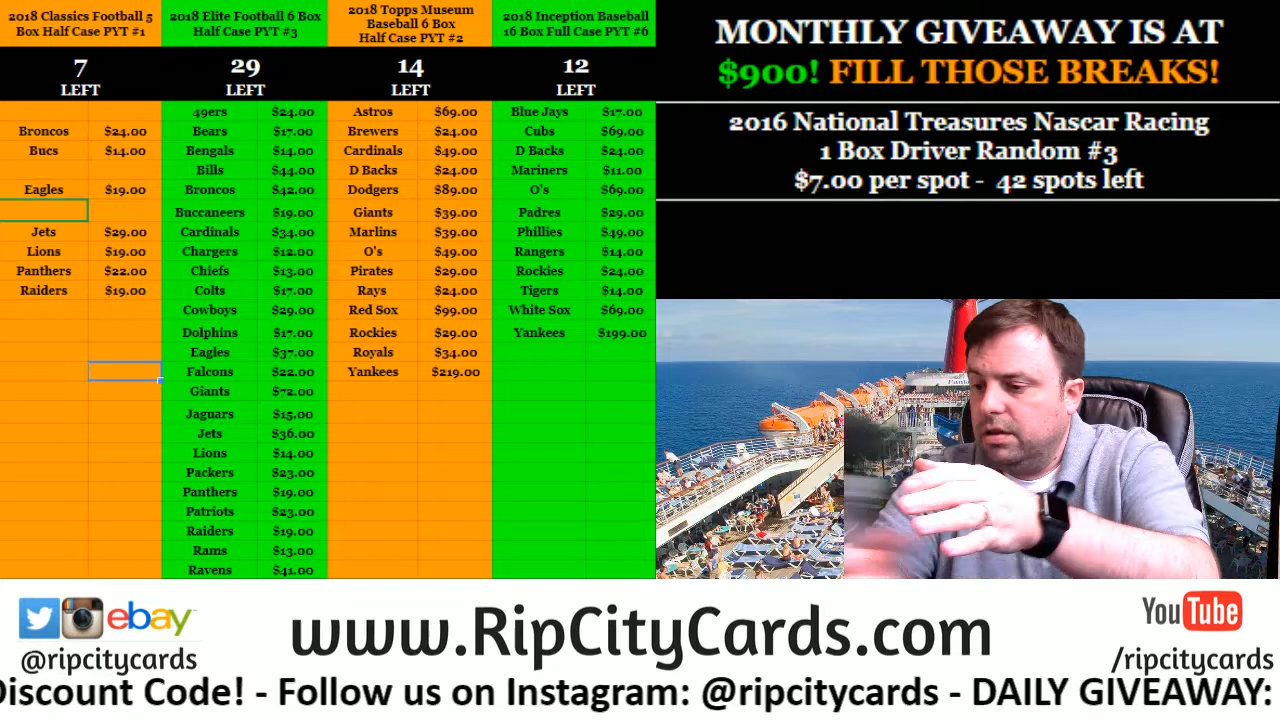 2018 Classics Football 5
Box Half Case PYT #1
7
LEFT
Broncos $24.00
Bucs $14.00
Eagles $19.00
Jets $29.00
Lions $19.00
Panthers $22.00
Raiders $19.00
2018 Elite Football 6 Box
Half Case PYT #3
29
LEFT
49ers $24.00
Bears $17.00
Bengals $14.00
Bills $44.00
Broncos $42.00
Buccaneers $19.00
Cardinals $34.00
Chargers $12.00
Chiefs $13.00
Colts $17.00
Cowboys $29.00
Dolphins $17.00
Eagles $37.00
Falcons $22.00
Giants $72.00
Jaguars $15.00
Jets $36.00
Lions $14.00
Packers $23.00
Panthers $19.00
Patriots $23.00
Raiders $19.00
Rams $13.00
Ravens $41.00
2018 Topps Museum
Baseball 6 Box
Half Case PYT #2
14
LEFT
Astros $69.00
Brewers $24.00
Cardinals $49.00
D Backs $24.00
Dodgers $89.00
Giants $39.00
Marlins $39.00
O's $49.00
Pirates $29.00
Rays $24.00
Red Sox $99.00
Rockies $29.00
Royals $34.00
Yankees $219.00
2018 Inception Baseball
16 Box Full Case PYT #6
12
LEFT
Blue Jays $17.00
Cubs $69.00
D Backs $24.00
Mariners $11.00
O's $69.00
Padres $29.00
Phillies $49.00
Rangers $14.00
Rockies $24.00
Tigers $14.00
White Sox $69.00
Yankees $199.00
MONTHLY GIVEAWAY IS AT
$900! FILL THOSE BREAKS!
2016 National Treasures Nascar Racing
1 Box Driver Random #3
$7.00 per spot - 42 spots left
ebay
@ripcitycards
www.RipCityCards.com
YouTube
/ripcitycards
Discount Code! - Follow us on Instagram: @ripcitycards - DAILY GIVEAWAY: